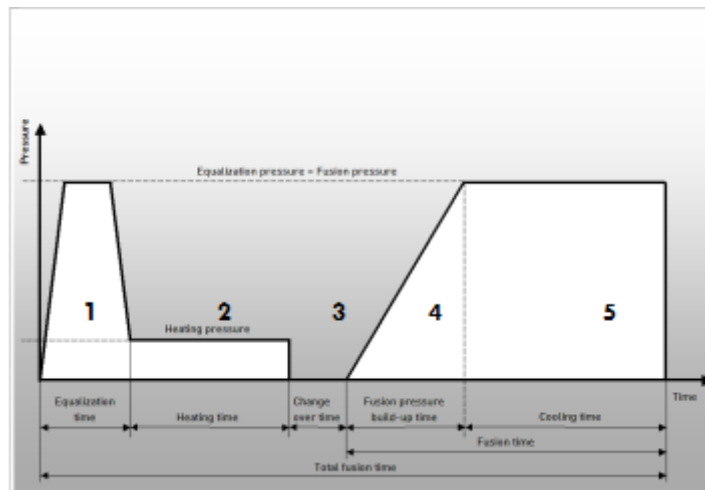 Pressure
Equalization pressure = Fusion pressure
1
2
3
4
5
Heating pressure
Time
Equalization
time
Heating time
Change
over time
Fusion pressure
build-up time
Cooling time
Fusion time
Total fusion time